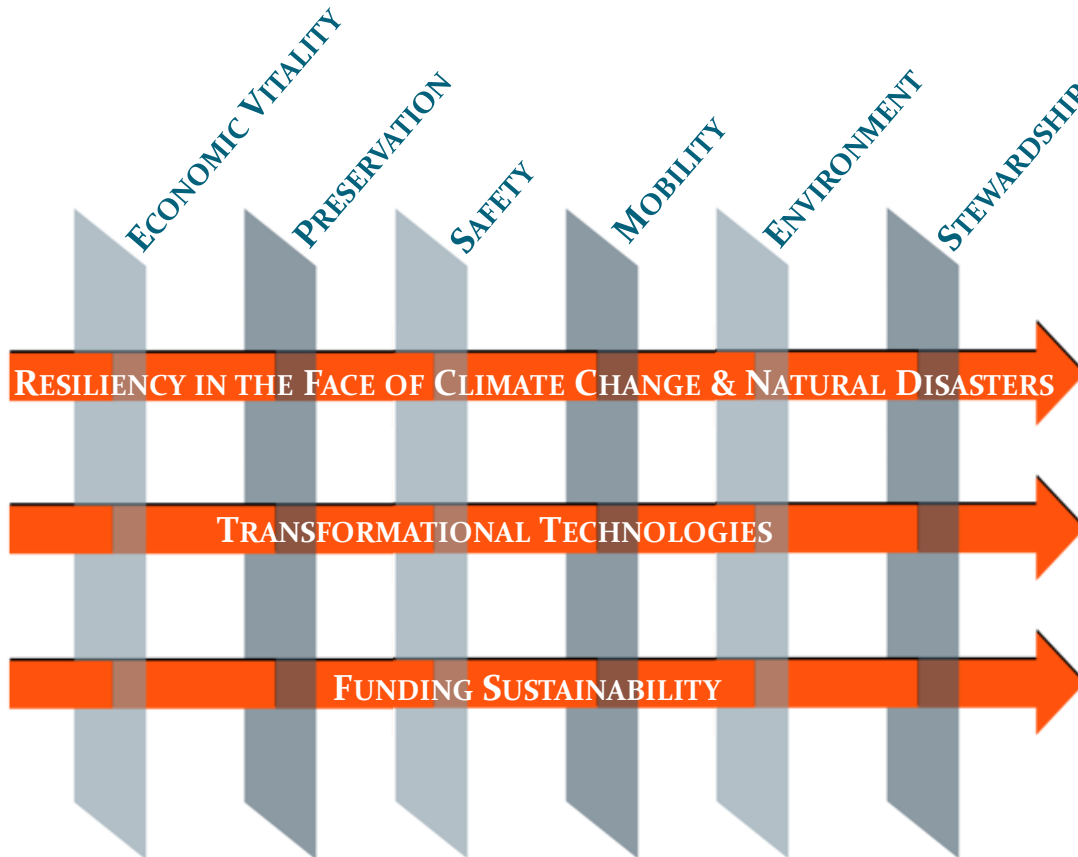 ECONOMIC VITALITY
PRESERVATION
SAFETY
MOBILITY
ENVIRONMENT
STEWARDSHIP
RESILIENCY IN THE FACE OF CLIMATE CHANGE & NATURAL DISASTERS
TRANSFORMATIONAL TECHNOLOGIES
FUNDING SUSTAINABILITY